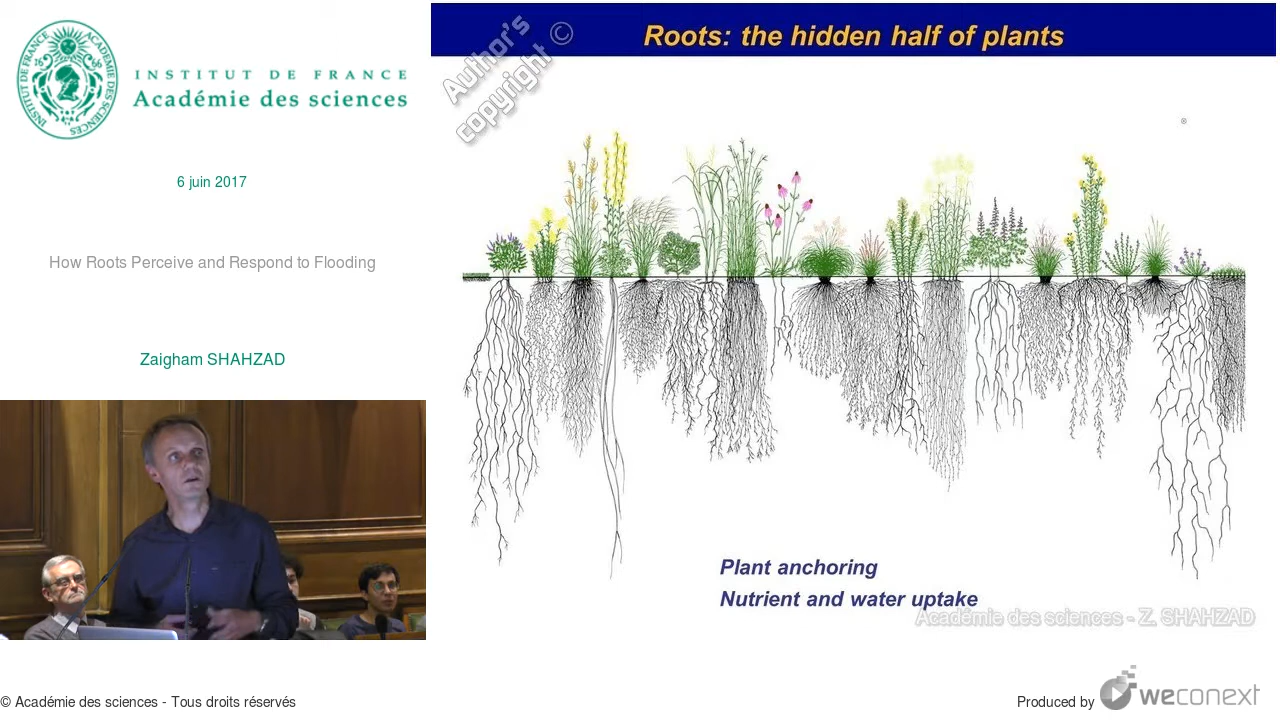 INSTITUT DE FRANCE
Académie des sciences
6 juin 2017
How Roots Perceive and Respond to Flooding
Zaigham SHAHZAD
Author's ©
copyright
Roots: the hidden half of plants
®
Plant anchoring
Nutrient and water uptake
Académie des sciences - Z. SHAHZAD
© Académie des sciences - Tous droits réservés
Produced by weconext